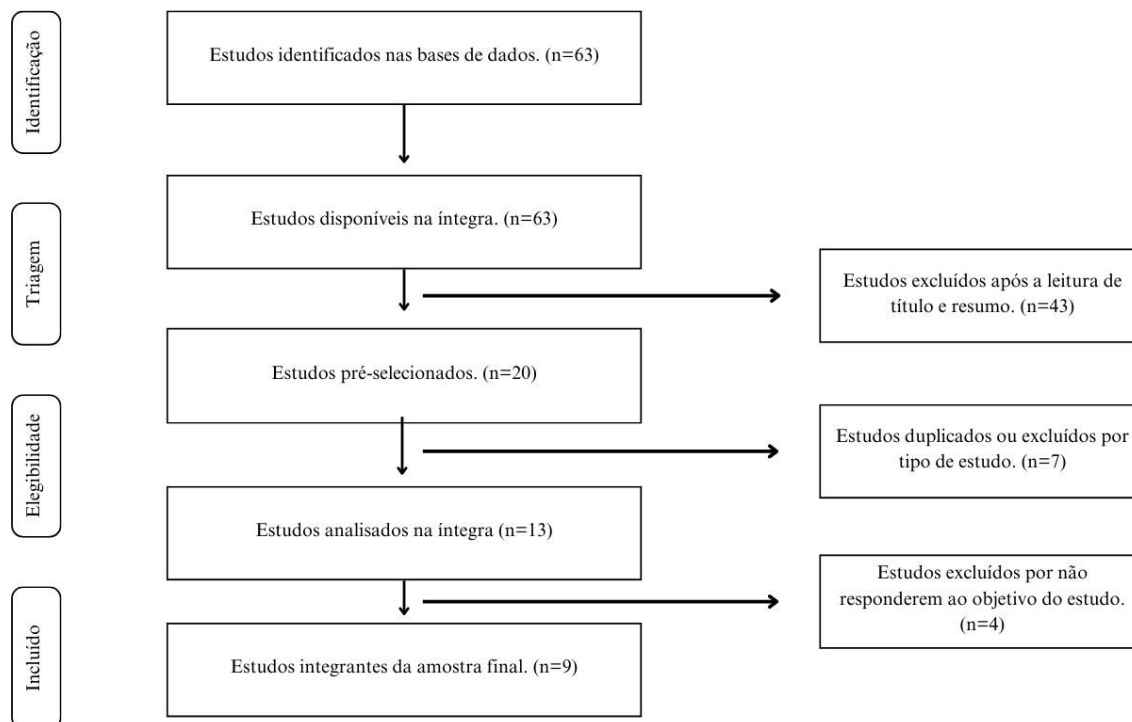 Identificação
Estudos identificados nas bases de dados. (n=63)
Triagem
Estudos disponíveis na íntegra. (n=63)
Estudos excluídos após a leitura de
título e resumo. (n=43)
Estudos pré-selecionados. (n=20)
Elegibilidade
Estudos duplicados ou excluídos por
tipo de estudo. (n=7)
Estudos analisados na íntegra (n=13)
Estudos excluídos por não
responderem ao objetivo do estudo.
(n=4)
Incluído
Estudos integrantes da amostra final. (n=9)